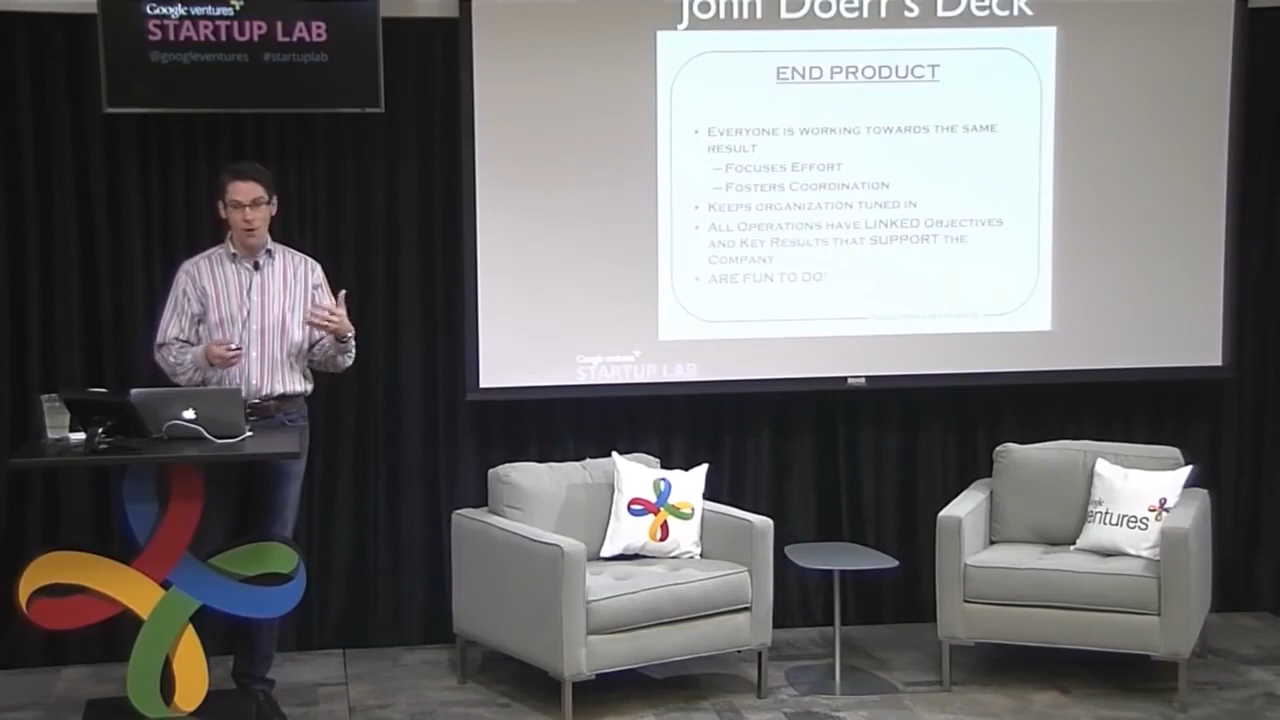 Google ventures
STARTUP LAB
@googleventures #startuplab
John Doerr's Deck
END PRODUCT
• EVERYONE IS WORKING TOWARDS THE SAME
RESULT
– FOCUSES EFFORT
– FOSTERS COORDINATION
• KEEPS ORGANIZATION TUNED IN
• ALL OPERATIONS HAVE LINKED OBJECTIVES
AND KEY RESULTS THAT SUPPORT THE
COMPANY
• ARE FUN TO DO!
Google ventures
STARTUP LAB
ogle
entures